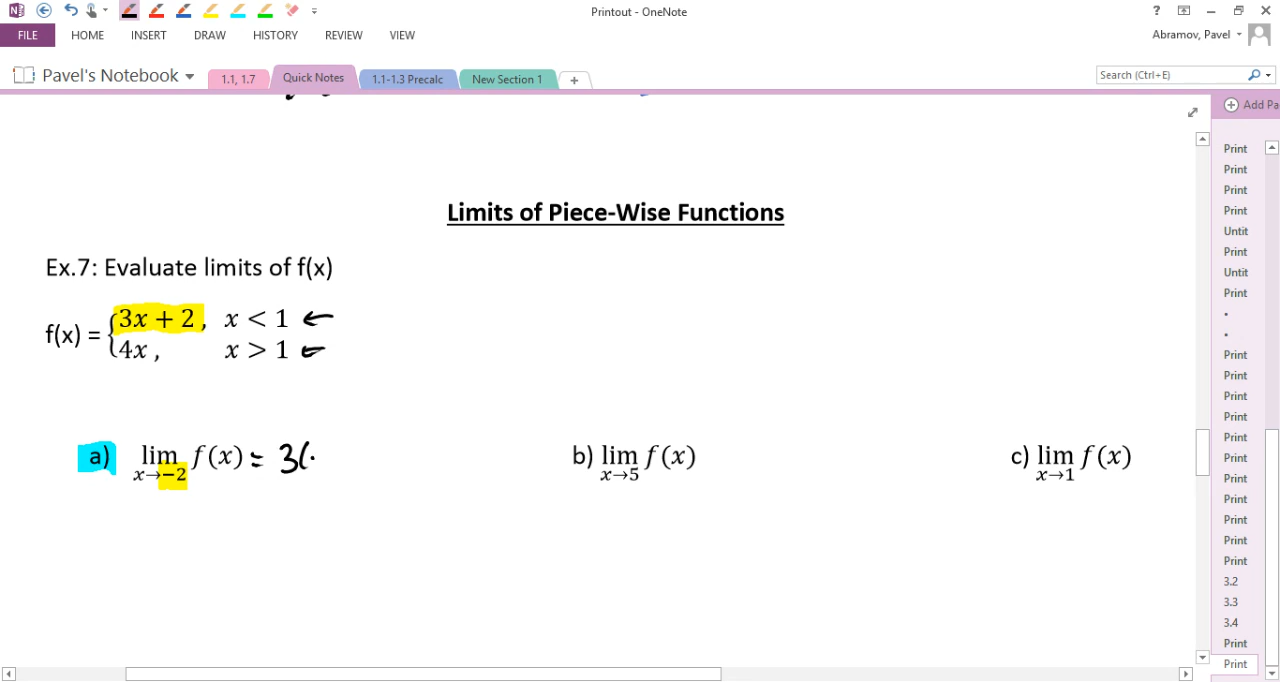 Printout - OneNote
?
FILE HOME INSERT DRAW HISTORY REVIEW VIEW
Abramov, Pavel
Pavel's Notebook
1.1, 1.7
Quick Notes
1.1-1.3 Precalc
New Section 1
+
Search (Ctrl+E)
Add Pa
Limits of Piece-Wise Functions
Ex.7: Evaluate limits of f(x)
f(x) = {3x + 2, x < 1 ←
4x, x > 1 ←
a) lim x→−2 f(x) = 3(
b) lim x→5 f(x)
c) lim x→1 f(x)
Print
Print
Print
Print
Untit
Print
Untit
Print
Print
Print
Print
Print
Print
Print
Print
Print
Print
Print
Print
3.2
3.3
3.4
Print
Print